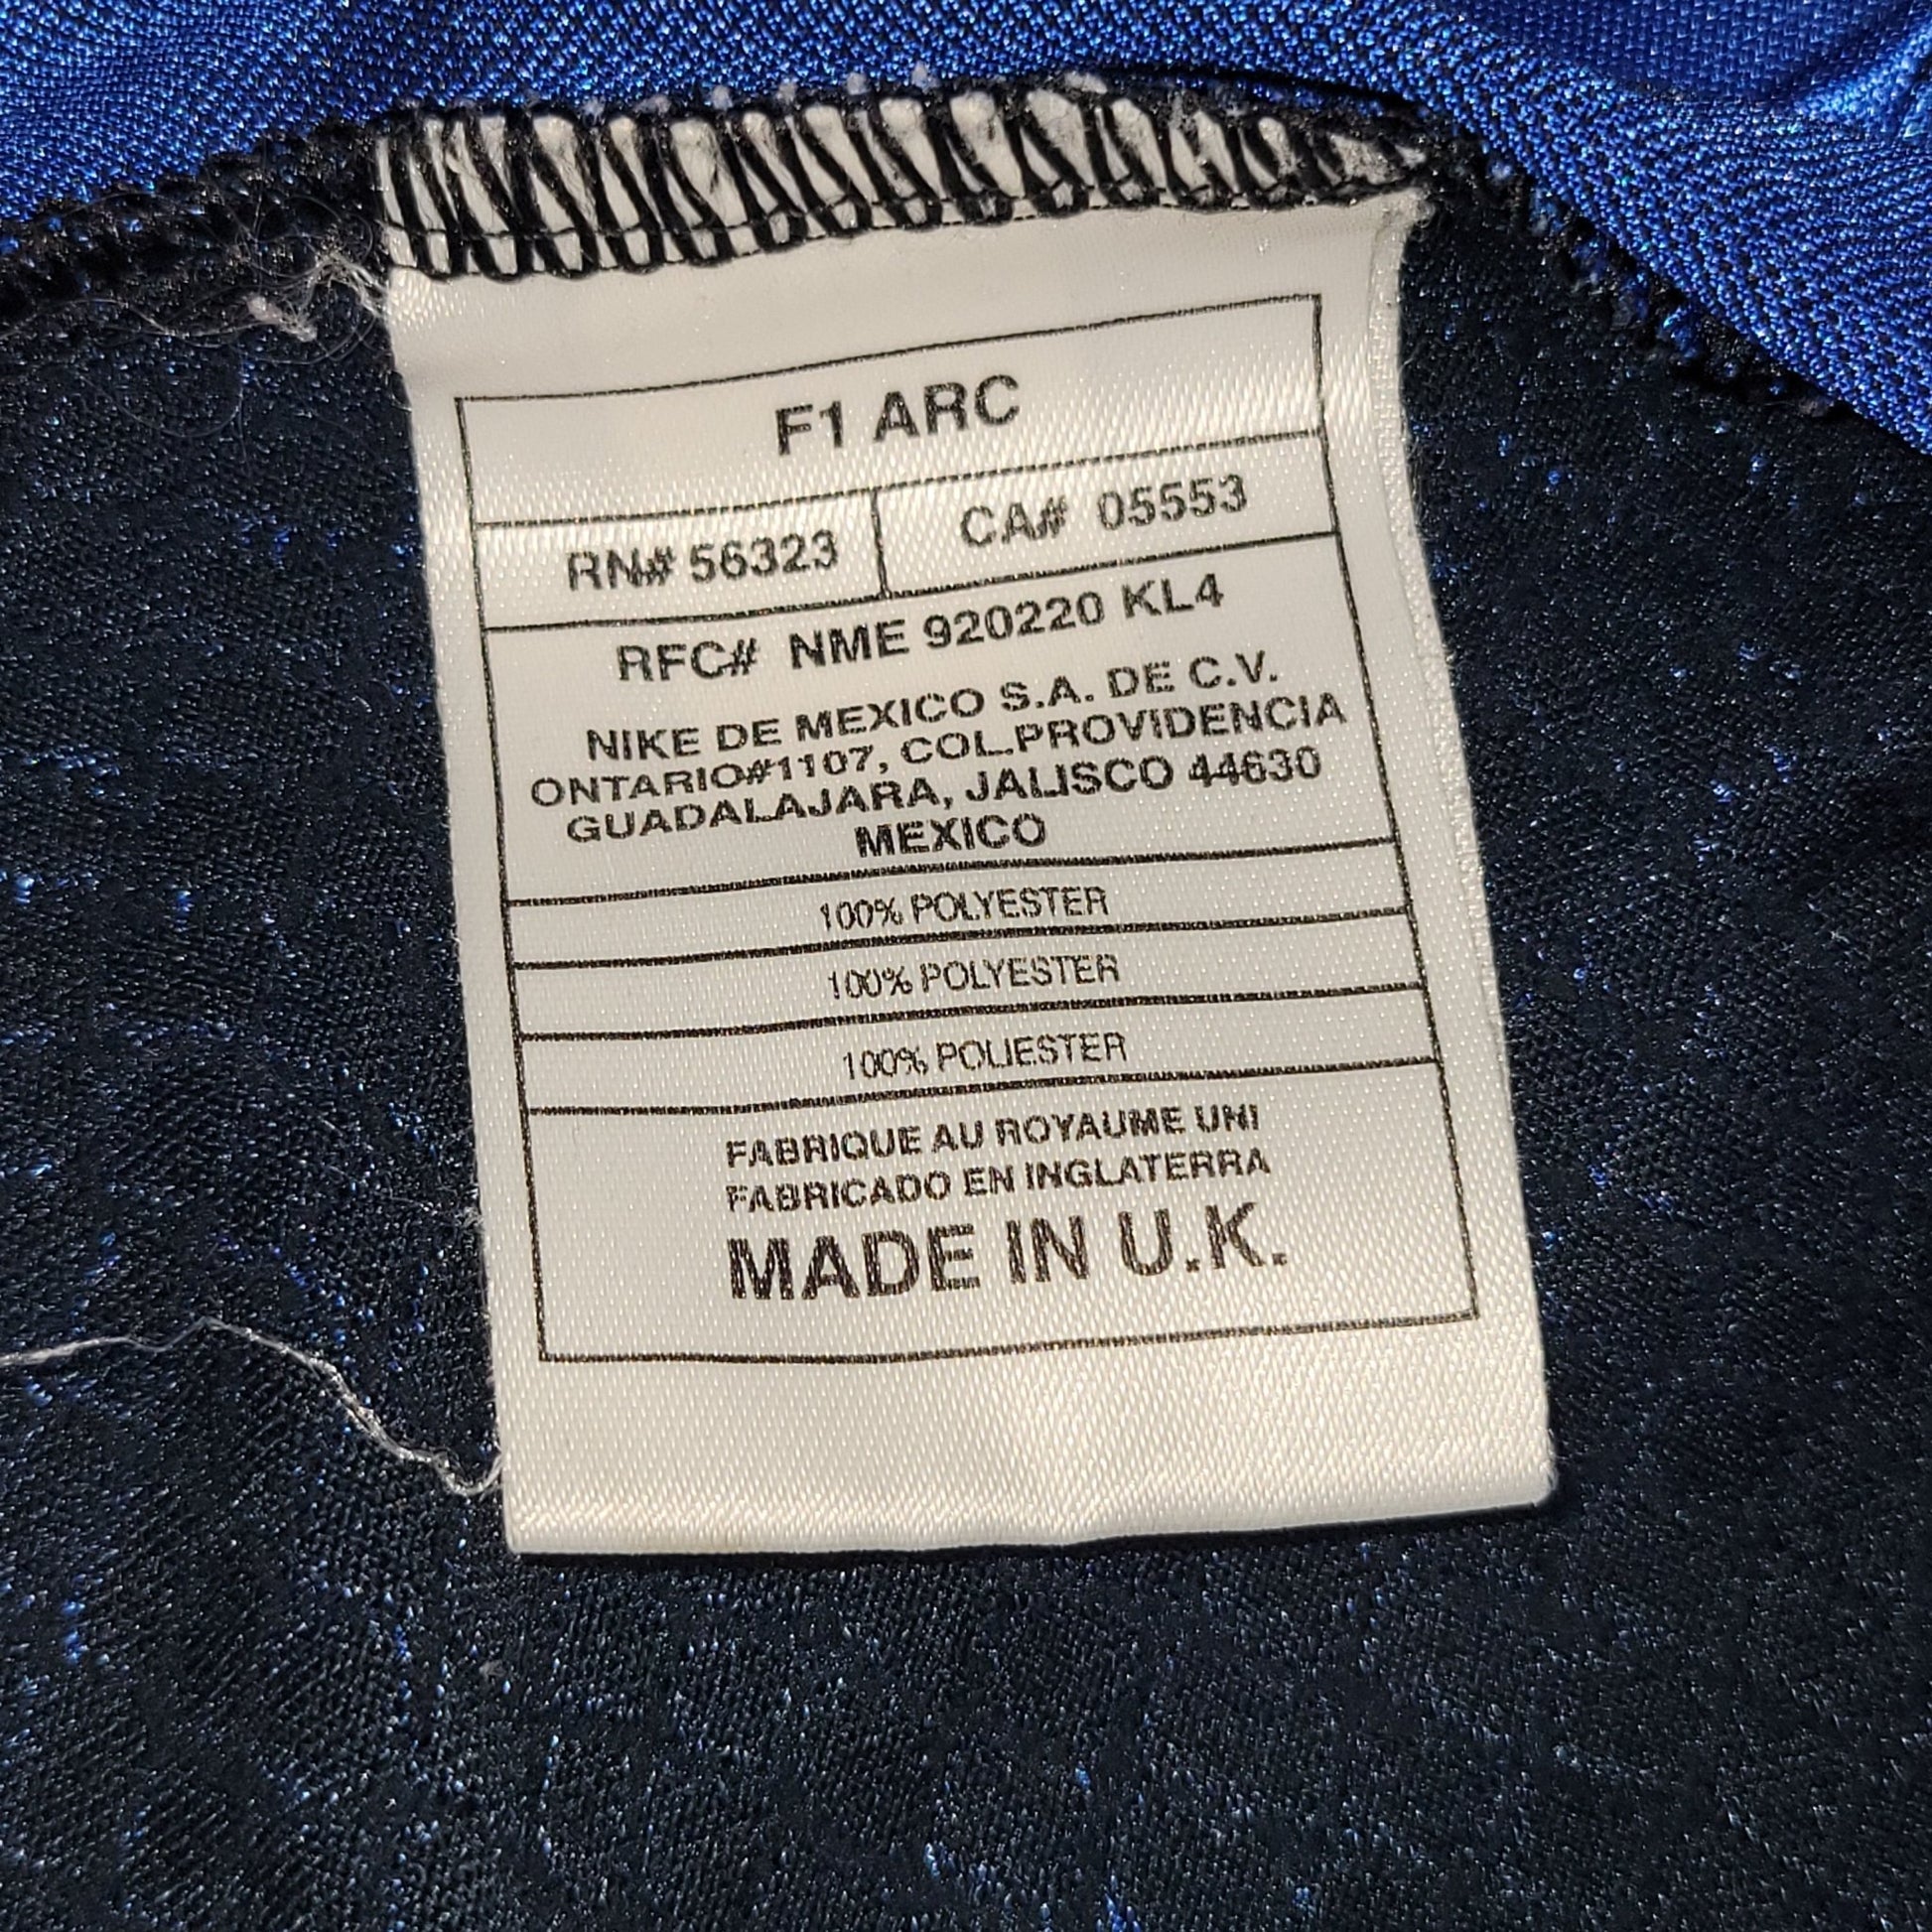 F1 ARC
RN# 56323 CA# 05553
RFC# NME 920220 KL4
NIKE DE MEXICO S.A. DE C.V.
ONTARIO#1107, COL.PROVIDENCIA
GUADALAJARA, JALISCO 44630
MEXICO
100% POLYESTER
100% POLYESTER
100% POLIESTER
FABRIQUE AU ROYAUME UNI
FABRICADO EN INGLATERRA
MADE IN U.K.